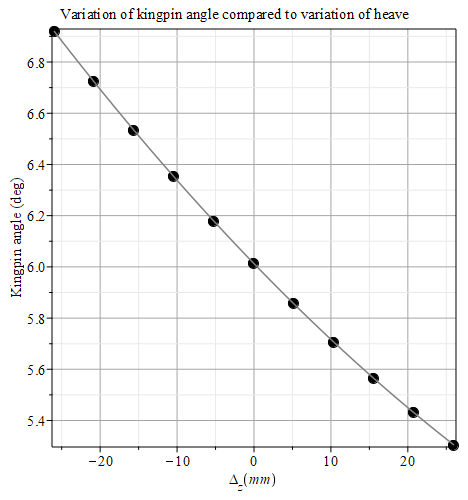 Variation of kingpin angle compared to variation of heave
Kingpin angle (deg)
6.8
6.6
6.4
6.2
6.0
5.8
5.6
5.4
−20 −10 0 10 20
Δz(mm)